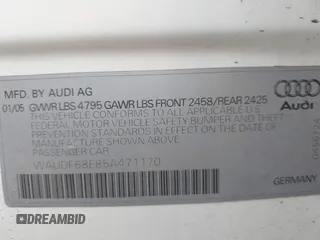 MFD. BY AUDI AG
01/05 GVWR LBS 4795 GAWR LBS FRONT 2458/REAR 2425
THIS VEHICLE CONFORMS TO ALL APPLICABLE
FEDERAL MOTOR VEHICLE SAFETY BUMPER AND THEFT
PREVENTION STANDARDS IN EFFECT ON THE DATE OF
MANUFACTURE SHOWN ABOVE
PASSENGER CAR
WAUDF68E85A471170
Audi
GERMANY